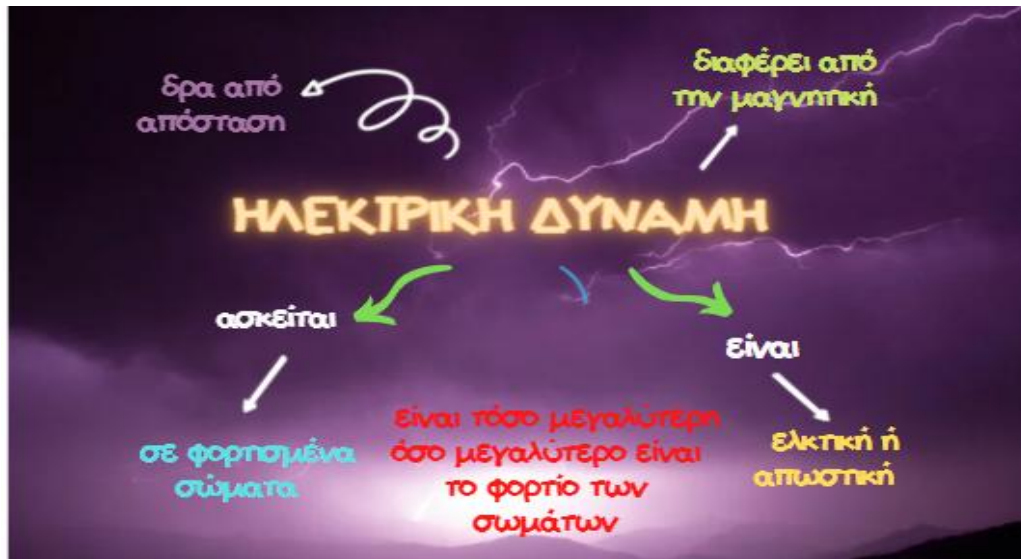 δρα από
απόσταση
διαφέρει από
την μαγνητική
ΗΛΕΚΤΡΙΚΗ ΔΥΝΑΜΗ
ασκείται
είναι
σε φορτισμένα
σώματα
είναι τόσο μεγαλύτερη
όσο μεγαλύτερο είναι
το φορτίο των
σωμάτων
ελκτική ή
απωστική